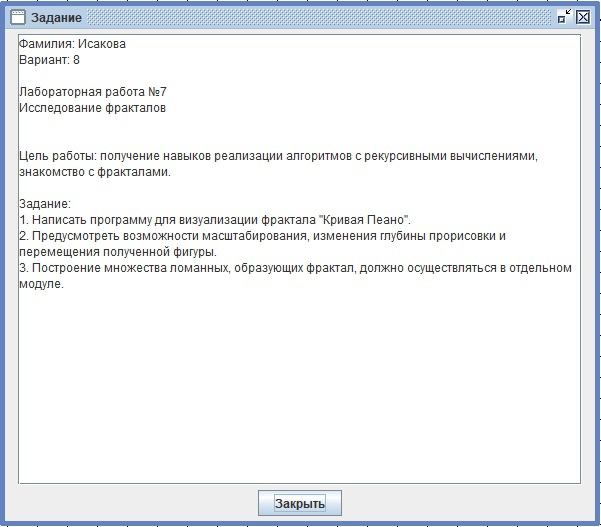 Задание
Фамилия: Исакова
Вариант: 8
Лабораторная работа №7
Исследование фракталов
Цель работы: получение навыков реализации алгоритмов с рекурсивными вычислениями,
знакомство с фракталами.
Задание:
1. Написать программу для визуализации фрактала "Кривая Пеано".
2. Предусмотреть возможности масштабирования, изменения глубины прорисовки и
перемещения полученной фигуры.
3. Построение множества ломанных, образующих фрактал, должно осуществляться в отдельном
модуле.
Закрыть